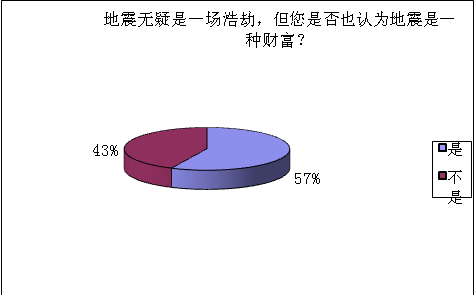 地震无疑是一场浩劫，但您是否也认为地震是一
种财富？
43%
57%
是
不
是